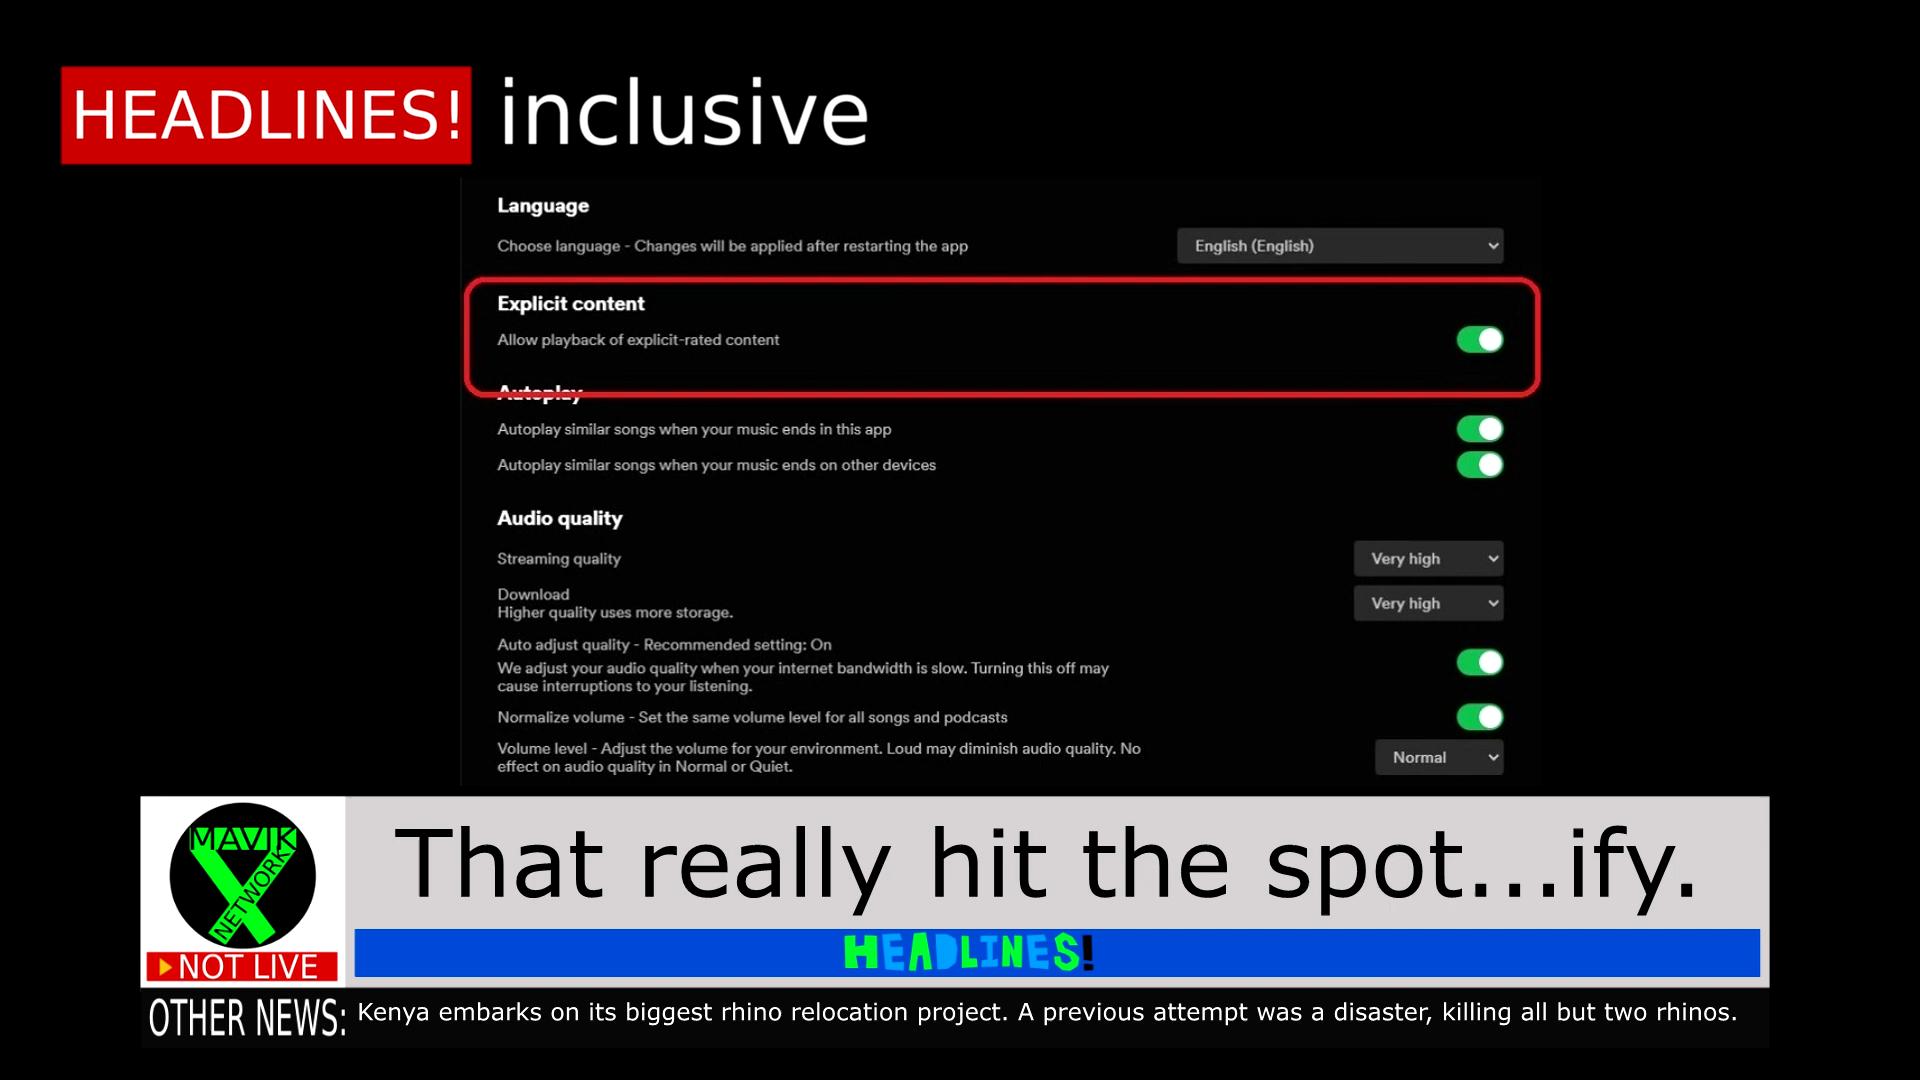 HEADLINES! inclusive
Language
Choose language - Changes will be applied after restarting the app
English (English)
Explicit content
Allow playback of explicit-rated content
Autoplay
Autoplay similar songs when your music ends in this app
Autoplay similar songs when your music ends on other devices
Audio quality
Streaming quality
Very high
Download
Higher quality uses more storage.
Very high
Auto adjust quality - Recommended setting: On
We adjust your audio quality when your internet bandwidth is slow. Turning this off may
cause interruptions to your listening.
Normalize volume - Set the same volume level for all songs and podcasts
Volume level - Adjust the volume for your environment. Loud may diminish audio quality. No
effect on audio quality in Normal or Quiet.
Normal
MAVIK
NETWORK
NOT LIVE
That really hit the spot...ify.
HEADLINES!
OTHER NEWS: Kenya embarks on its biggest rhino relocation project. A previous attempt was a disaster, killing all but two rhinos.